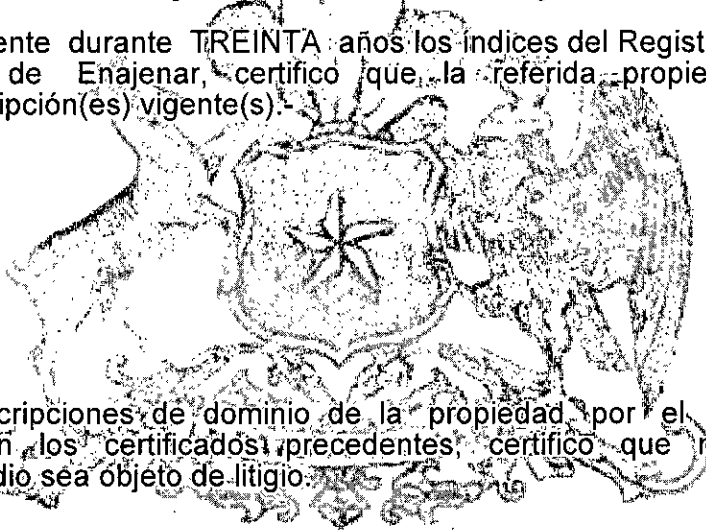 ente durante TREINTA años los índices del Regist
de Enajenar, certifico que la referida propie
ipción(es) vigente(s).-
cripciones de dominio de la propiedad por el
n los certificados precedentes, certifico que
dio sea objeto de litigio.